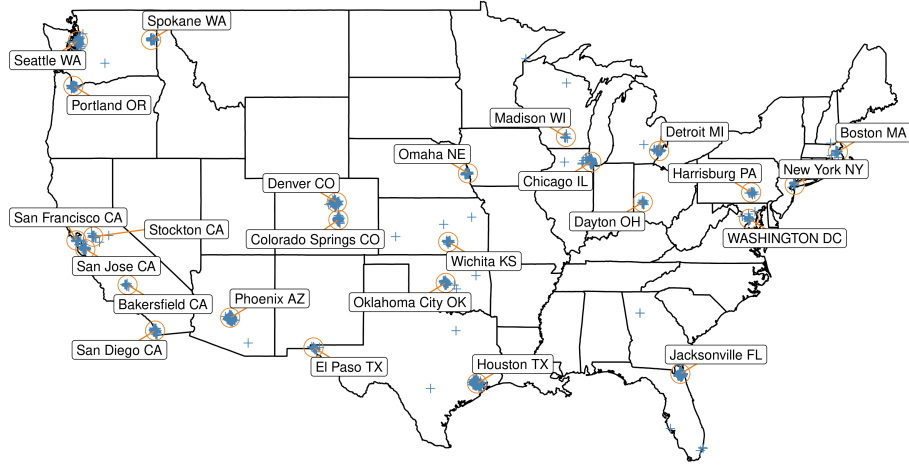 Spokane WA
Seattle WA
Portland OR
Madison WI
Detroit MI
Boston MA
Omaha NE
Harrisburg PA
New York NY
Denver CO
Chicago IL
San Francisco CA
Stockton CA
Dayton OH
Colorado Springs CO
WASHINGTON DC
San Jose CA
Wichita KS
Bakersfield CA
Phoenix AZ
Oklahoma City OK
San Diego CA
El Paso TX
Houston TX
Jacksonville FL